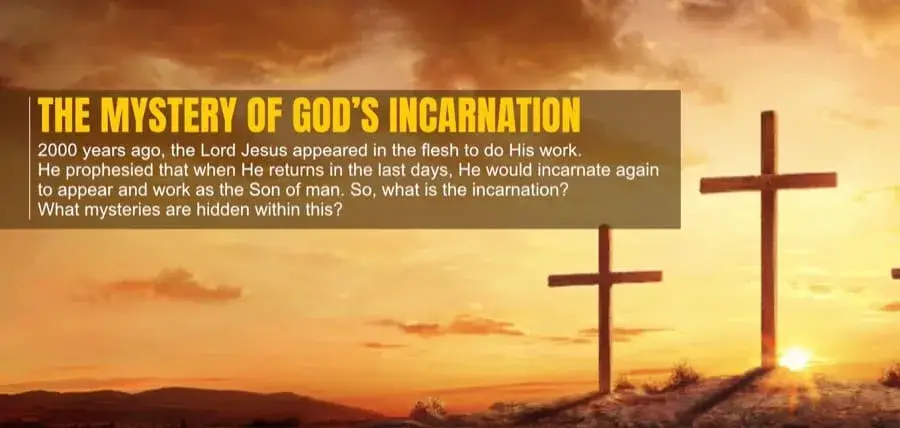 THE MYSTERY OF GOD'S INCARNATION
2000 years ago, the Lord Jesus appeared in the flesh to do His work.
He prophesied that when He returns in the last days, He would incarnate again
to appear and work as the Son of man. So, what is the incarnation?
What mysteries are hidden within this?